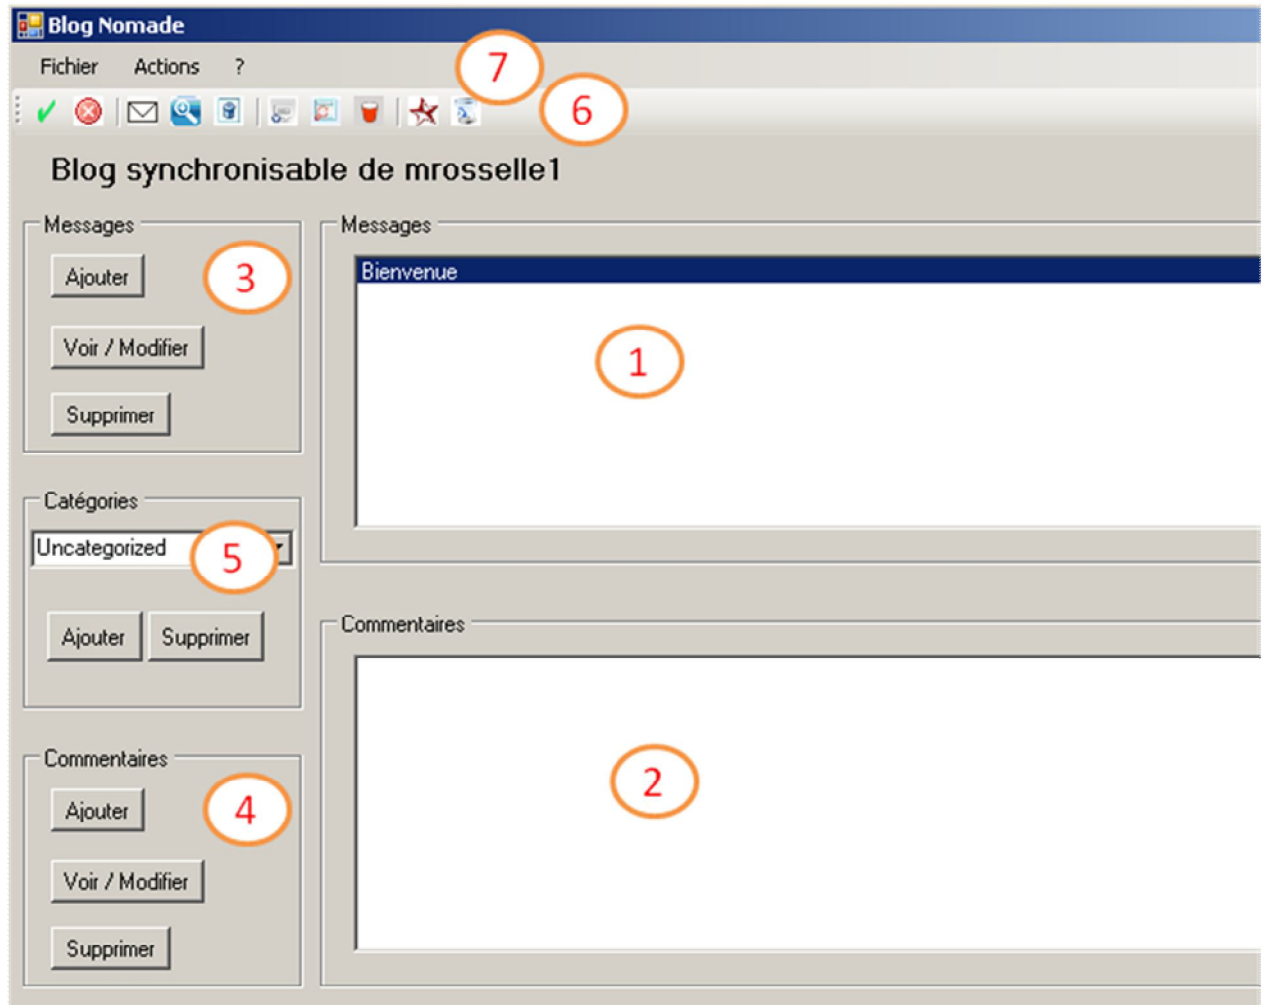 Blog Nomade
Fichier Actions ?
7
6
Blog synchronisable de mrosselle1
Messages
Ajouter
3
Voir / Modifier
Supprimer
Messages
Bienvenue
1
Catégories
Uncategorized
5
Ajouter Supprimer
Commentaires
2
Commentaires
Ajouter
4
Voir / Modifier
Supprimer